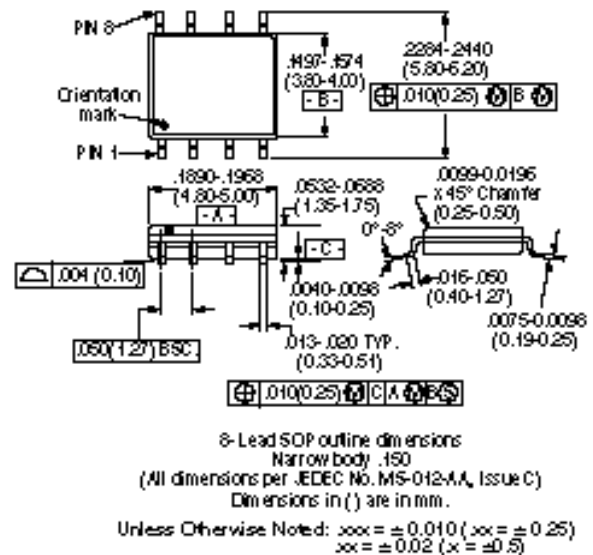 PIN 8
.1497-.1574
(3.80-4.00)
- B -
.2284-.2440
(5.80-6.20)
.010(0.25) M B M
Orientation
mark
PIN 1
.1890-.1968
(4.80-5.00)
- A -
.0532-.0688
(1.35-1.75)
- C -
.0099-0.0196
x 45° Chamfer
(0.25-0.50)
0°-8°
.004 (0.10)
.0040-.0098
(0.10-0.25)
.016-.050
(0.40-1.27)
.0075-0.0098
(0.19-0.25)
.050(1.27) BSC.
.013-.020 TYP.
(0.33-0.51)
.010(0.25) M C A M B S
8-Lead SOP outline dimensions
Narrow body .150
(All dimensions per JEDEC No. MS-012-AA, Issue C)
Dimensions in ( ) are in mm.
Unless Otherwise Noted: .xxx = ±0.010 ( .xx = ±0.25)
.xx = ±0.02 (.x = ±0.5)